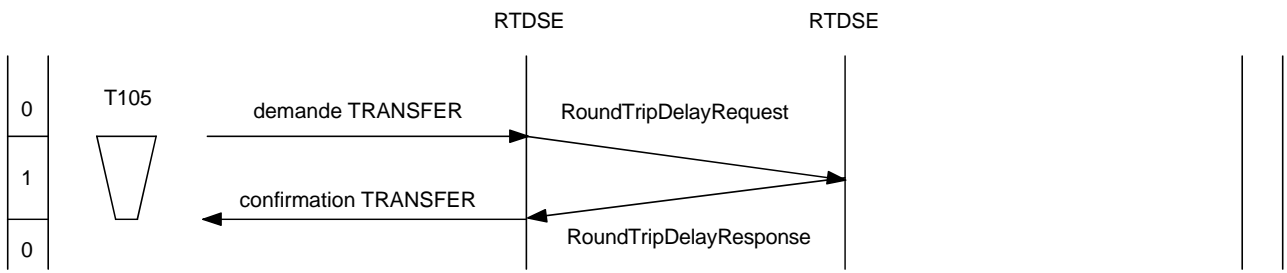 RTDSE RTDSE
0
T105
demande TRANSFER
RoundTripDelayRequest
1
confirmation TRANSFER
RoundTripDelayResponse
0